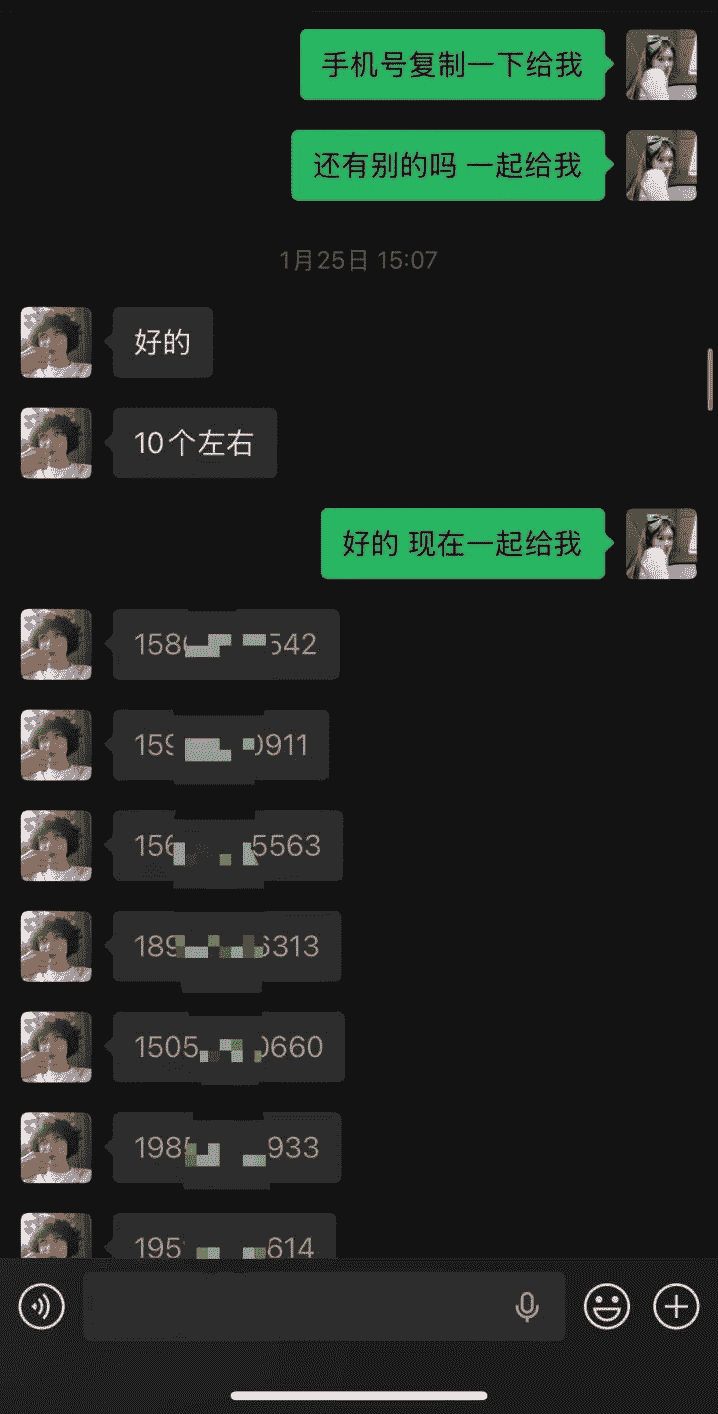 手机号复制一下给我
还有别的吗 一起给我
1月25日 15:07
好的
10个左右
好的 现在一起给我
158 542
159 911
156 5563
189 6313
1505 0660
198 933
195 614